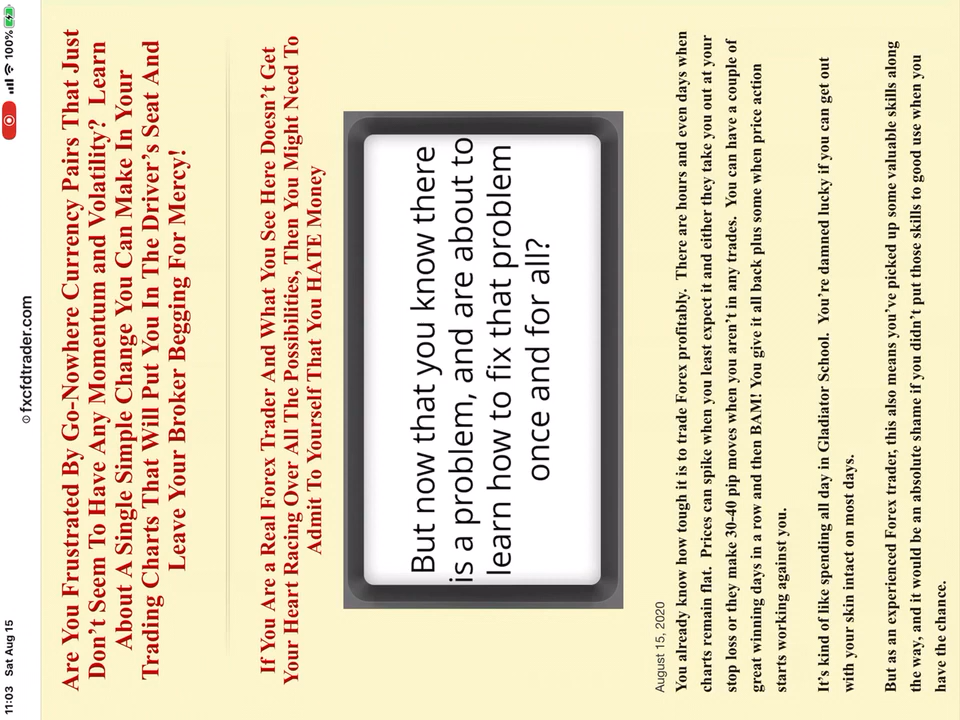 11:03 Sat Aug 15
fxcfdtrader.com
100%
Are You Frustrated By Go-Nowhere Currency Pairs That Just
Don't Seem To Have Any Momentum and Volatility? Learn
About A Single Simple Change You Can Make In Your
Trading Charts That Will Put You In The Driver's Seat And
Leave Your Broker Begging For Mercy!
If You Are a Real Forex Trader And What You See Here Doesn't Get
Your Heart Racing Over All The Possibilities, Then You Might Need To
Admit To Yourself That You HATE Money
But now that you know there
is a problem, and are about to
learn how to fix that problem
once and for all?
August 15, 2020
You already know how tough it is to trade Forex profitably. There are hours and even days when
charts remain flat. Prices can spike when you least expect it and either they take you out at your
stop loss or they make 30-40 pip moves when you aren't in any trades. You can have a couple of
great winning days in a row and then BAM! You give it all back plus some when price action
starts working against you.
It's kind of like spending all day in Gladiator School. You're damned lucky if you can get out
with your skin intact on most days.
But as an experienced Forex trader, this also means you've picked up some valuable skills along
the way, and it would be an absolute shame if you didn't put those skills to good use when you
have the chance.